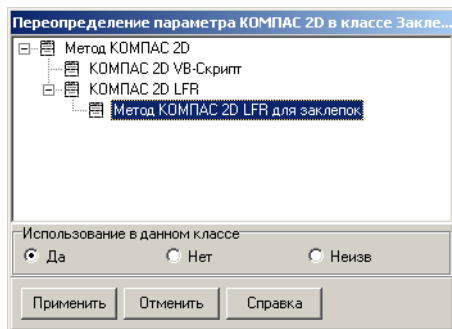 Переопределение параметра КОМПАС 2D в классе Закле...
Метод КОМПАС 2D
КОМПАС 2D VB-Скрипт
КОМПАС 2D LFR
Метод КОМПАС 2D LFR для заклепок
Использование в данном классе
Да Нет Неизв
Применить Отменить Справка